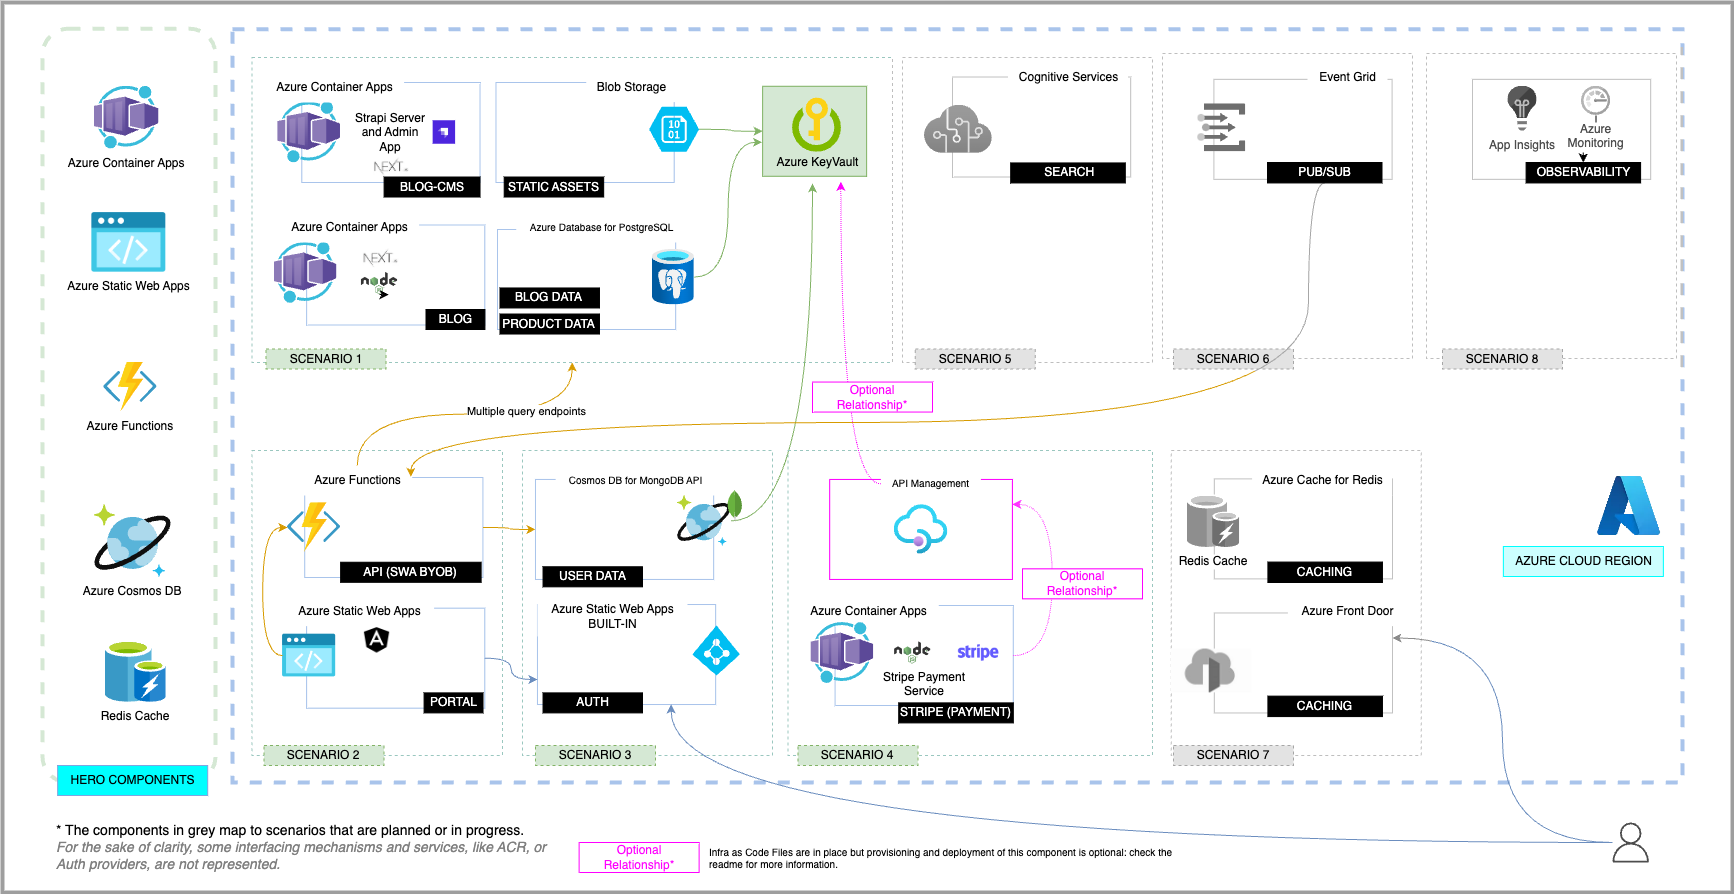 Azure Container Apps
Azure Static Web Apps
Azure Functions
Azure Cosmos DB
Redis Cache
HERO COMPONENTS
Azure Container Apps
Strapi Server
and Admin
App
NEXT.js
BLOG-CMS
Blob Storage
10
01
STATIC ASSETS
Azure KeyVault
Azure Container Apps
NEXT.js
node
BLOG
Azure Database for PostgreSQL
BLOG DATA
PRODUCT DATA
SCENARIO 1
Cognitive Services
SEARCH
SCENARIO 5
Event Grid
PUB/SUB
SCENARIO 6
App Insights
Azure
Monitoring
OBSERVABILITY
SCENARIO 8
Multiple query endpoints
Optional
Relationship*
Azure Functions
API (SWA BYOB)
Azure Static Web Apps
PORTAL
SCENARIO 2
Cosmos DB for MongoDB API
USER DATA
Azure Static Web Apps
BUILT-IN
AUTH
SCENARIO 3
API Management
Optional
Relationship*
Azure Container Apps
node
stripe
Stripe Payment
Service
STRIPE (PAYMENT)
SCENARIO 4
Azure Cache for Redis
Redis Cache
CACHING
Azure Front Door
CACHING
SCENARIO 7
AZURE CLOUD REGION
* The components in grey map to scenarios that are planned or in progress.
For the sake of clarity, some interfacing mechanisms and services, like ACR, or
Auth providers, are not represented.
Optional
Relationship*
Infra as Code Files are in place but provisioning and deployment of this component is optional: check the
readme for more information.